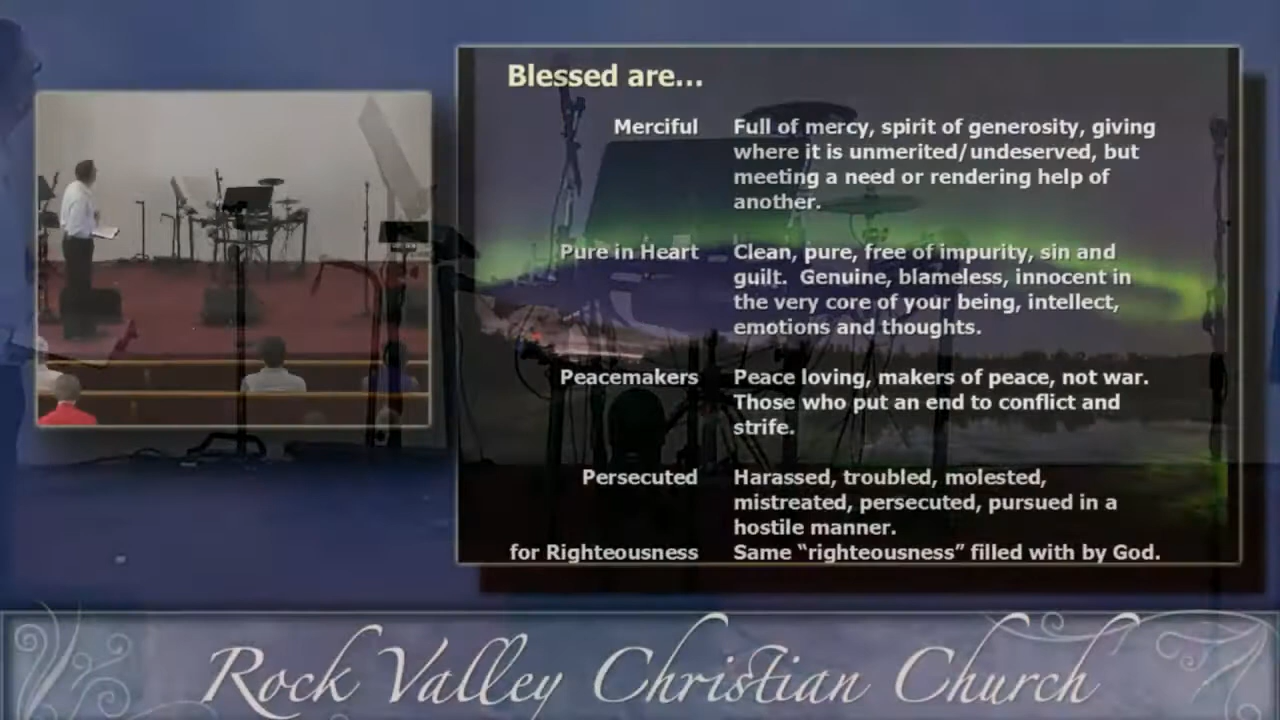 Blessed are...
Merciful Full of mercy, spirit of generosity, giving
where it is unmerited/undeserved, but
meeting a need or rendering help of
another.
Pure in Heart Clean, pure, free of impurity, sin and
guilt. Genuine, blameless, innocent in
the very core of your being, intellect,
emotions and thoughts.
Peacemakers Peace loving, makers of peace, not war.
Those who put an end to conflict and
strife.
Persecuted Harassed, troubled, molested,
mistreated, persecuted, pursued in a
hostile manner.
for Righteousness Same “righteousness” filled with by God.
Rock Valley Christian Church